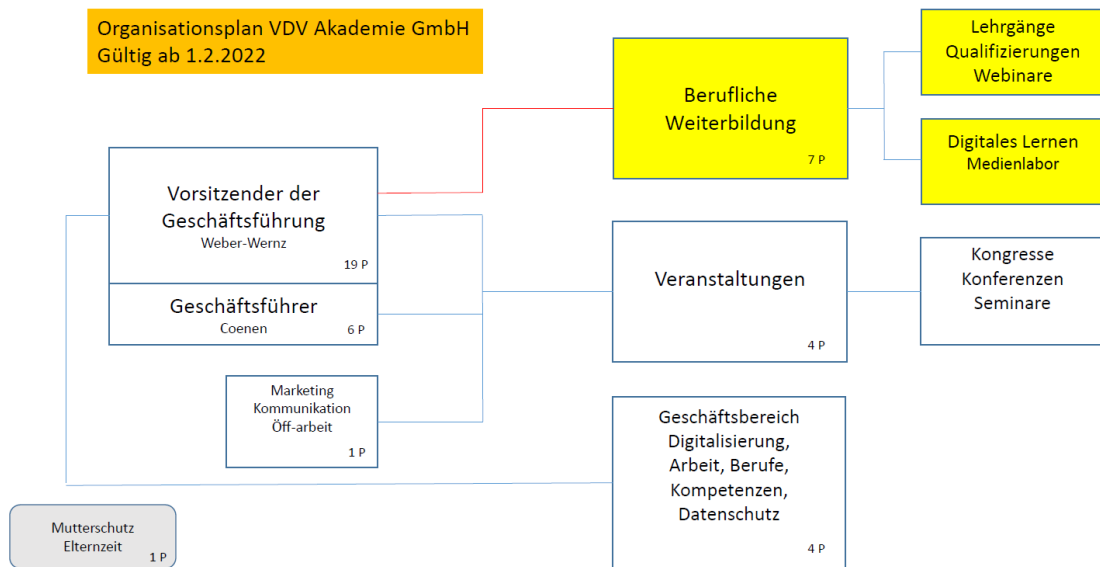 Organisationsplan VDV Akademie GmbH
Gültig ab 1.2.2022
Vorsitzender der
Geschäftsführung
Weber-Wernz
19 P
Geschäftsführer
Coenen
6 P
Marketing
Kommunikation
Öff-arbeit
1 P
Mutterschutz
Elternzeit
1 P
Berufliche
Weiterbildung
7 P
Lehrgänge
Qualifizierungen
Webinare
Digitales Lernen
Medienlabor
Veranstaltungen
4 P
Kongresse
Konferenzen
Seminare
Geschäftsbereich
Digitalisierung,
Arbeit, Berufe,
Kompetenzen,
Datenschutz
4 P